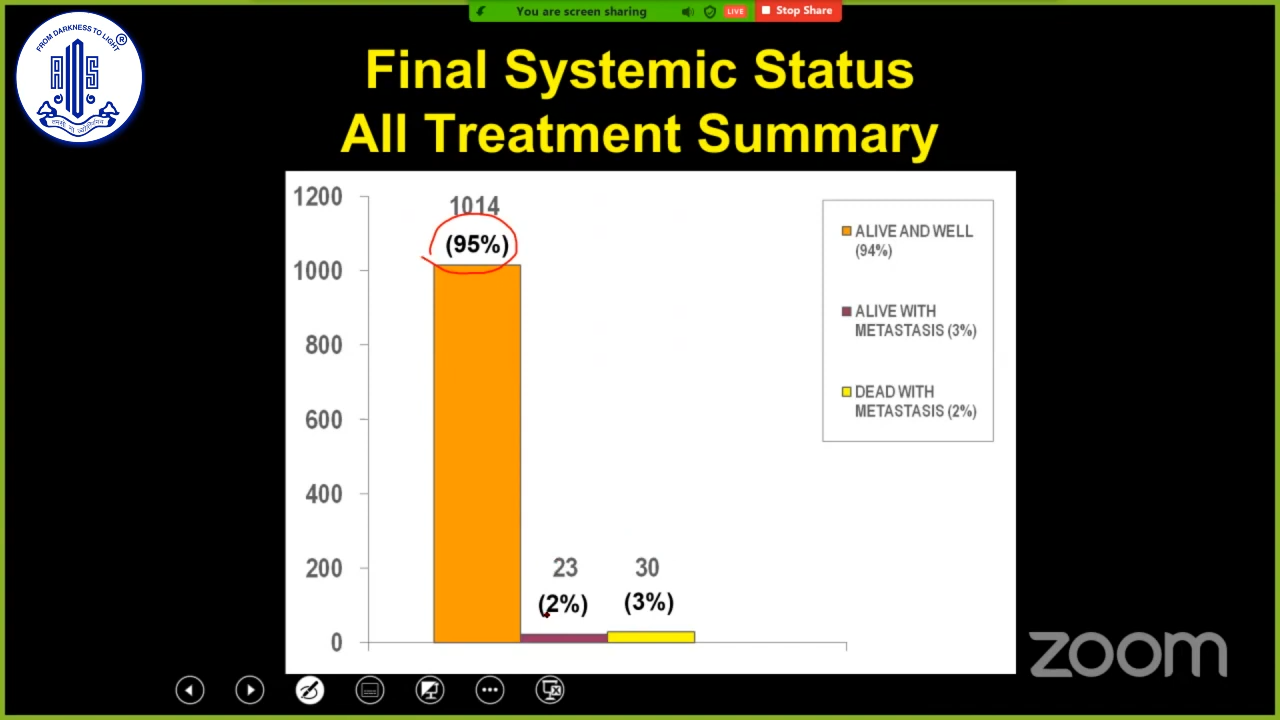 You are screen sharing
LIVE
Stop Share
FROM DARKNESS TO LIGHT
®
AIOS
Final Systemic Status
All Treatment Summary
1200
1000
800
600
400
200
0
1014
(95%)
23
(2%)
30
(3%)
ALIVE AND WELL
(94%)
ALIVE WITH
METASTASIS (3%)
DEAD WITH
METASTASIS (2%)
zoom